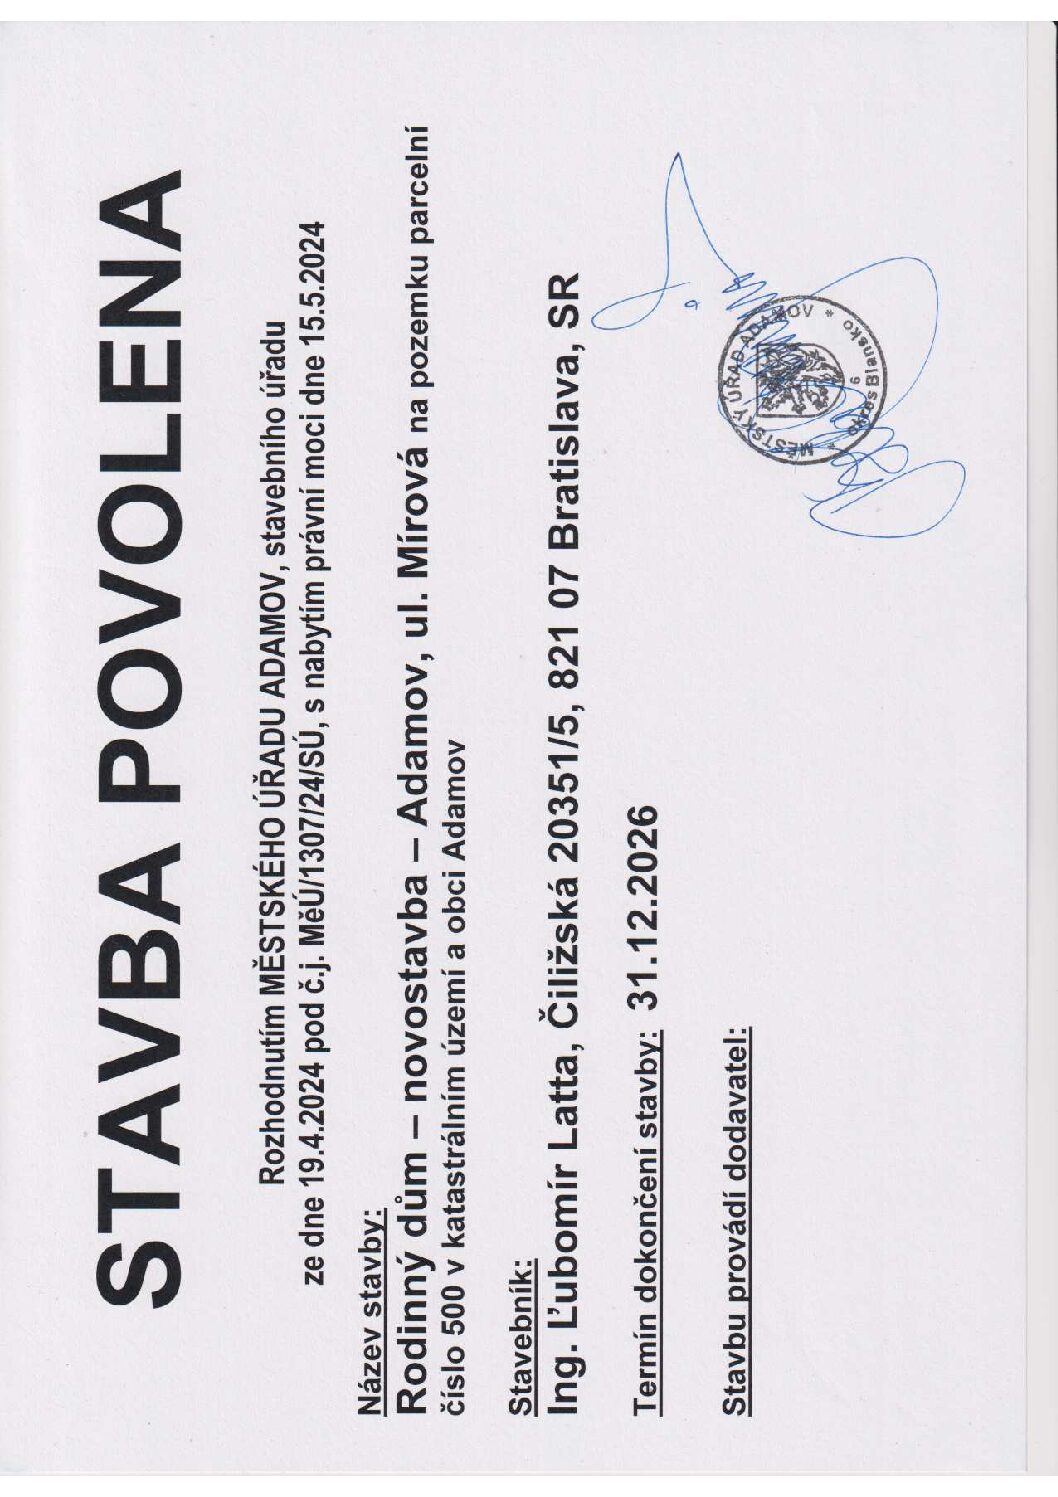 STAVBA POVOLENA
Rozhodnutím MĚSTSKÉHO ÚŘADU ADAMOV, stavebního úřadu
ze dne 19.4.2024 pod č.j. MěÚ/1307/24/SÚ, s nabytím právní moci dne 15.5.2024
Název stavby:
Rodinný dům – novostavba – Adamov, ul. Mírová na pozemku parcelní
číslo 500 v katastrálním území a obci Adamov
Stavebník:
Ing. Ľubomír Latta, Čiližská 20351/5, 821 07 Bratislava, SR
Termín dokončení stavby: 31.12.2026
Stavbu provádí dodavatel:
MĚSTSKÝ ÚŘAD ADAMOV
* okres Blansko *
6